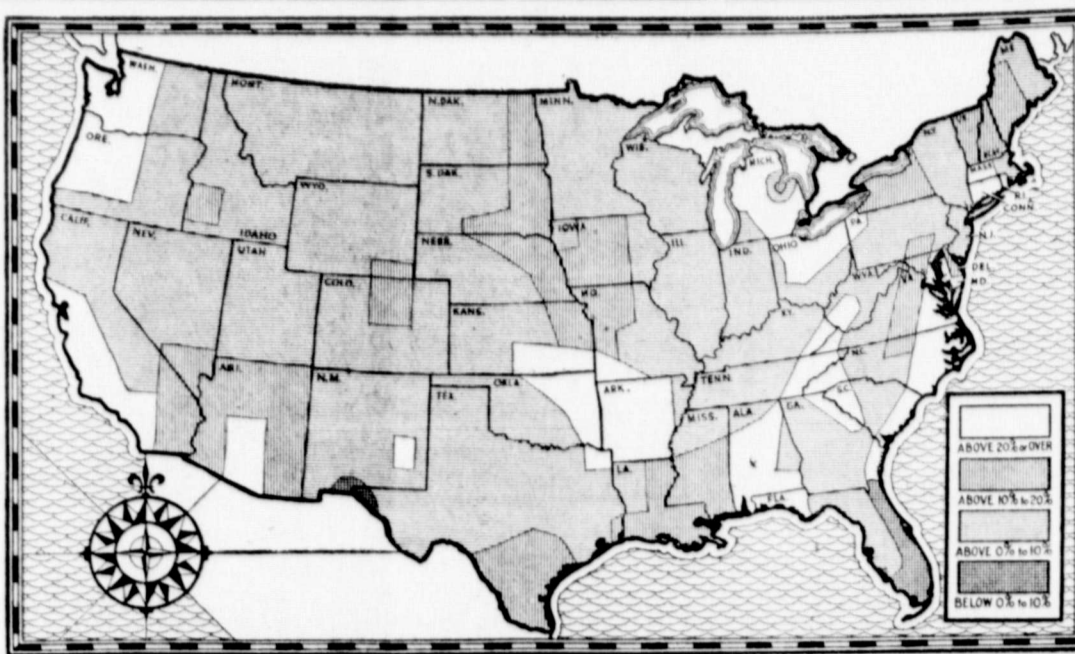 WASH.
MONT.
N.DAK.
MINN.
ME.
ORE.
VT.
N.Y.
WIS.
MICH.
MASS.
S.DAK.
WYO.
R.I.
CONN.
CALIF.
NEV.
IDAHO
UTAH
NEBR.
IOWA
ILL.
IND.
OHIO
PA.
N.J.
W.VA.
VA.
DEL.
MD.
COLO.
KANS.
MO.
KY.
ARI.
N.M.
OKLA.
TEX.
ARK.
TENN.
N.C.
S.C.
MISS.
ALA.
GA.
LA.
FLA.
ABOVE 20% or OVER
ABOVE 10% to 20%
ABOVE 0% to 10%
BELOW 0% to 10%